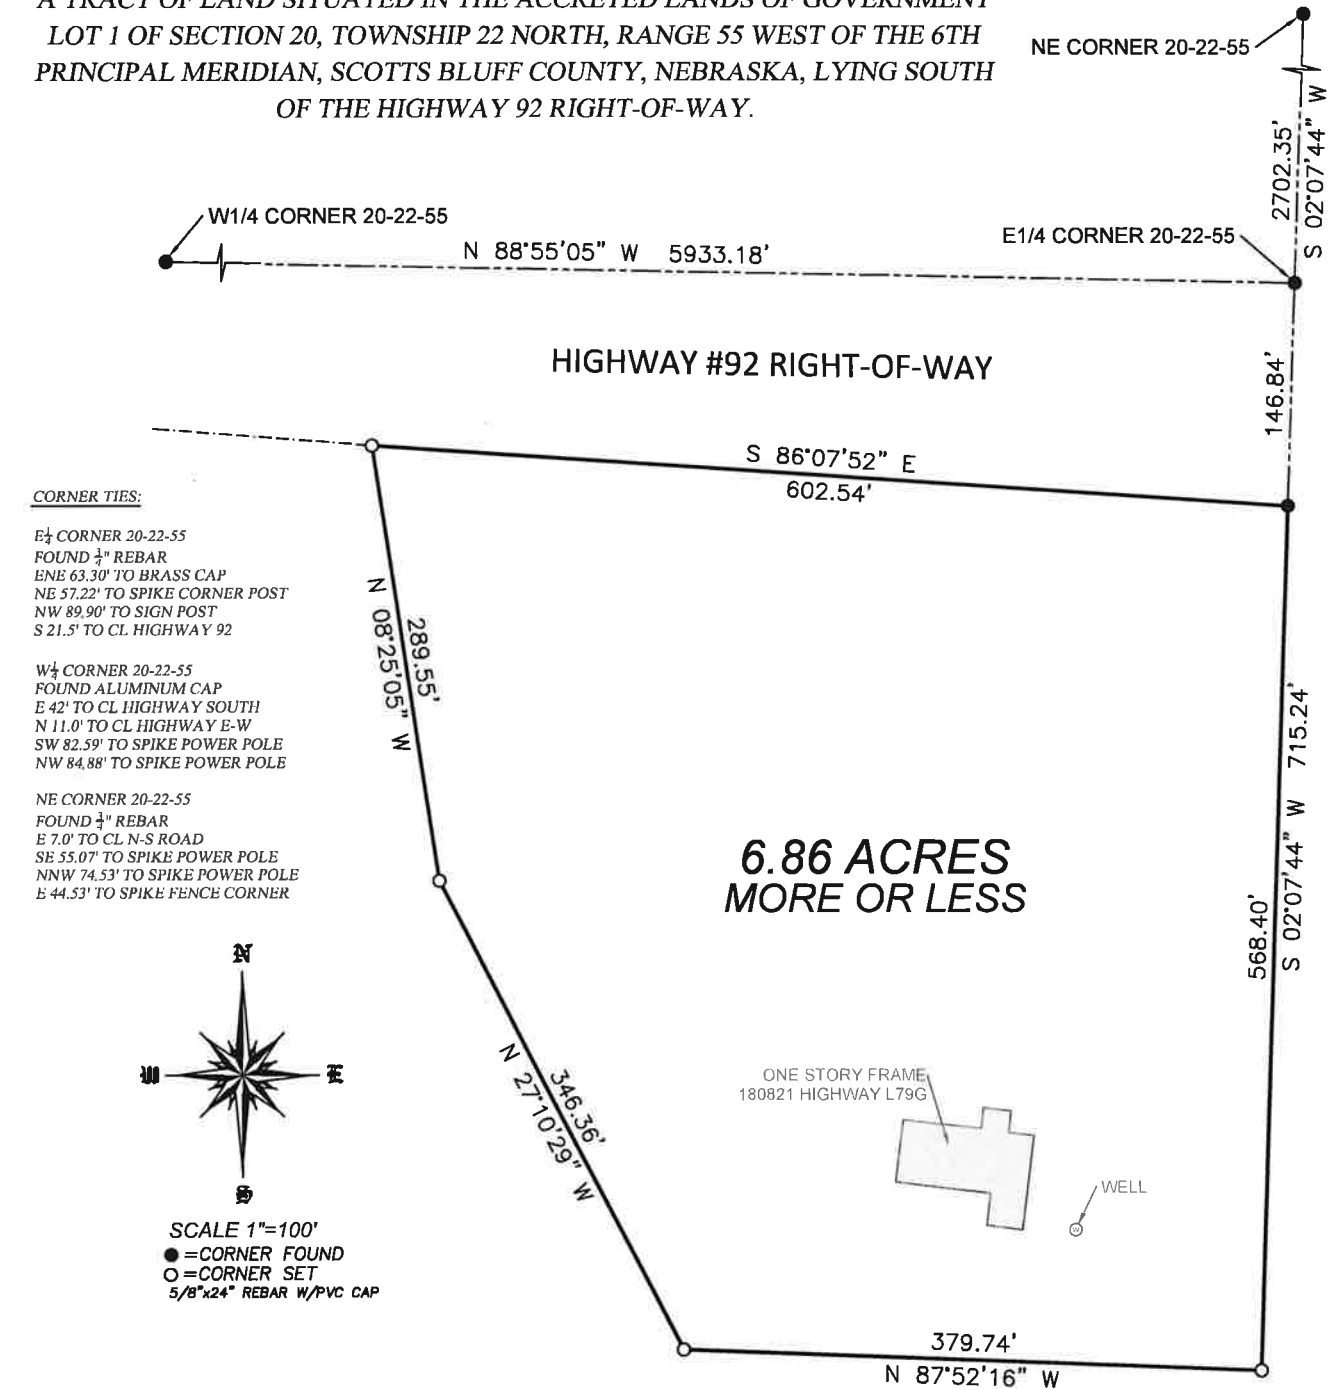 A TRACT OF LAND SITUATED IN THE ACCRETED LANDS OF GOVERNMENT
LOT 1 OF SECTION 20, TOWNSHIP 22 NORTH, RANGE 55 WEST OF THE 6TH
PRINCIPAL MERIDIAN, SCOTTS BLUFF COUNTY, NEBRASKA, LYING SOUTH
OF THE HIGHWAY 92 RIGHT-OF-WAY.
NE CORNER 20-22-55
2702.35'
S 02°07'44" W
W1/4 CORNER 20-22-55
N 88°55'05" W 5933.18'
E1/4 CORNER 20-22-55
HIGHWAY #92 RIGHT-OF-WAY
146.84'
S 86°07'52" E
602.54'
CORNER TIES:
E¼ CORNER 20-22-55
FOUND ¾" REBAR
ENE 63.30' TO BRASS CAP
NE 57.22' TO SPIKE CORNER POST
NW 89.90' TO SIGN POST
S 21.5' TO CL HIGHWAY 92
W¼ CORNER 20-22-55
FOUND ALUMINUM CAP
E 42' TO CL HIGHWAY SOUTH
N 11.0' TO CL HIGHWAY E-W
SW 82.59' TO SPIKE POWER POLE
NW 84.88' TO SPIKE POWER POLE
NE CORNER 20-22-55
FOUND ¾" REBAR
E 7.0' TO CL N-S ROAD
SE 55.07' TO SPIKE POWER POLE
NNW 74.53' TO SPIKE POWER POLE
E 44.53' TO SPIKE FENCE CORNER
289.55'
N 08°25'05" W
6.86 ACRES
MORE OR LESS
568.40'
S 02°07'44" W 715.24'
346.36'
N 27°10'29" W
ONE STORY FRAME
180821 HIGHWAY L79G
WELL
W
N
W
E
S
SCALE 1"=100'
=CORNER FOUND
=CORNER SET
5/8"x24" REBAR W/PVC CAP
379.74'
N 87°52'16" W